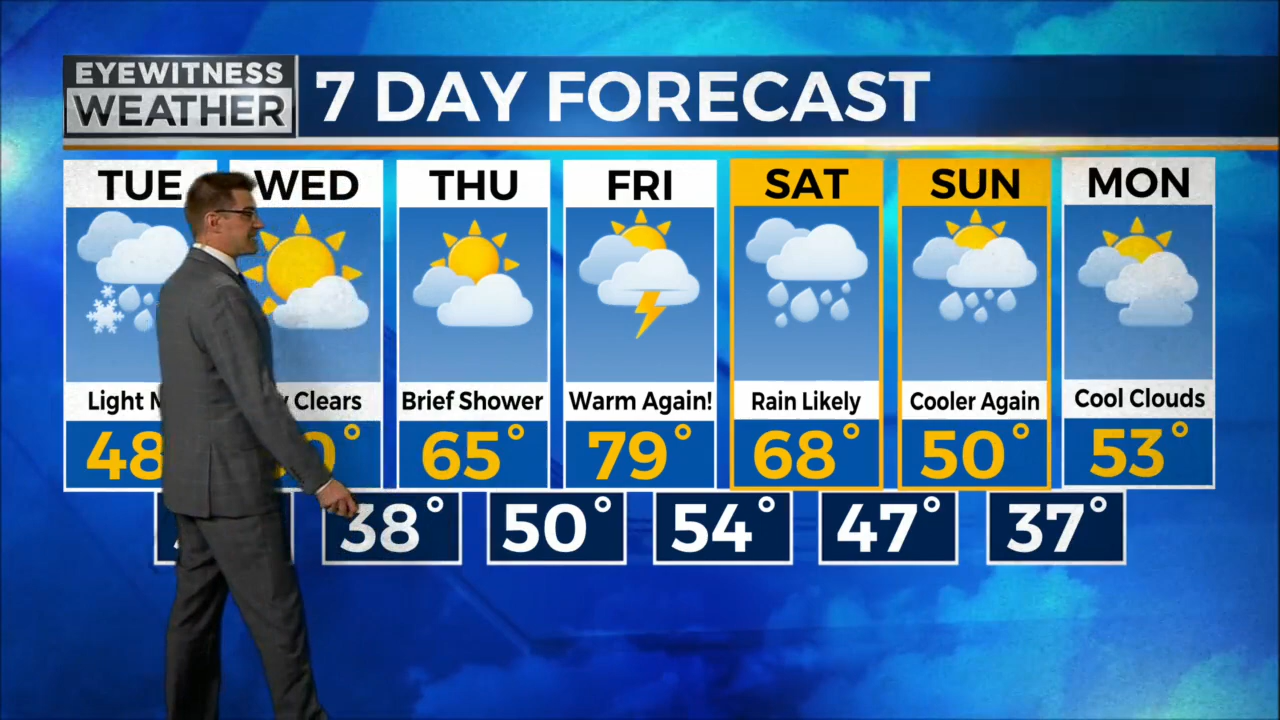 EYEWITNESS
WEATHER
7 DAY FORECAST
TUE WED THU FRI SAT SUN MON
Light Clears Brief Shower Warm Again! Rain Likely Cooler Again Cool Clouds
48 65° 79° 68° 50° 53°
38° 50° 54° 47° 37°